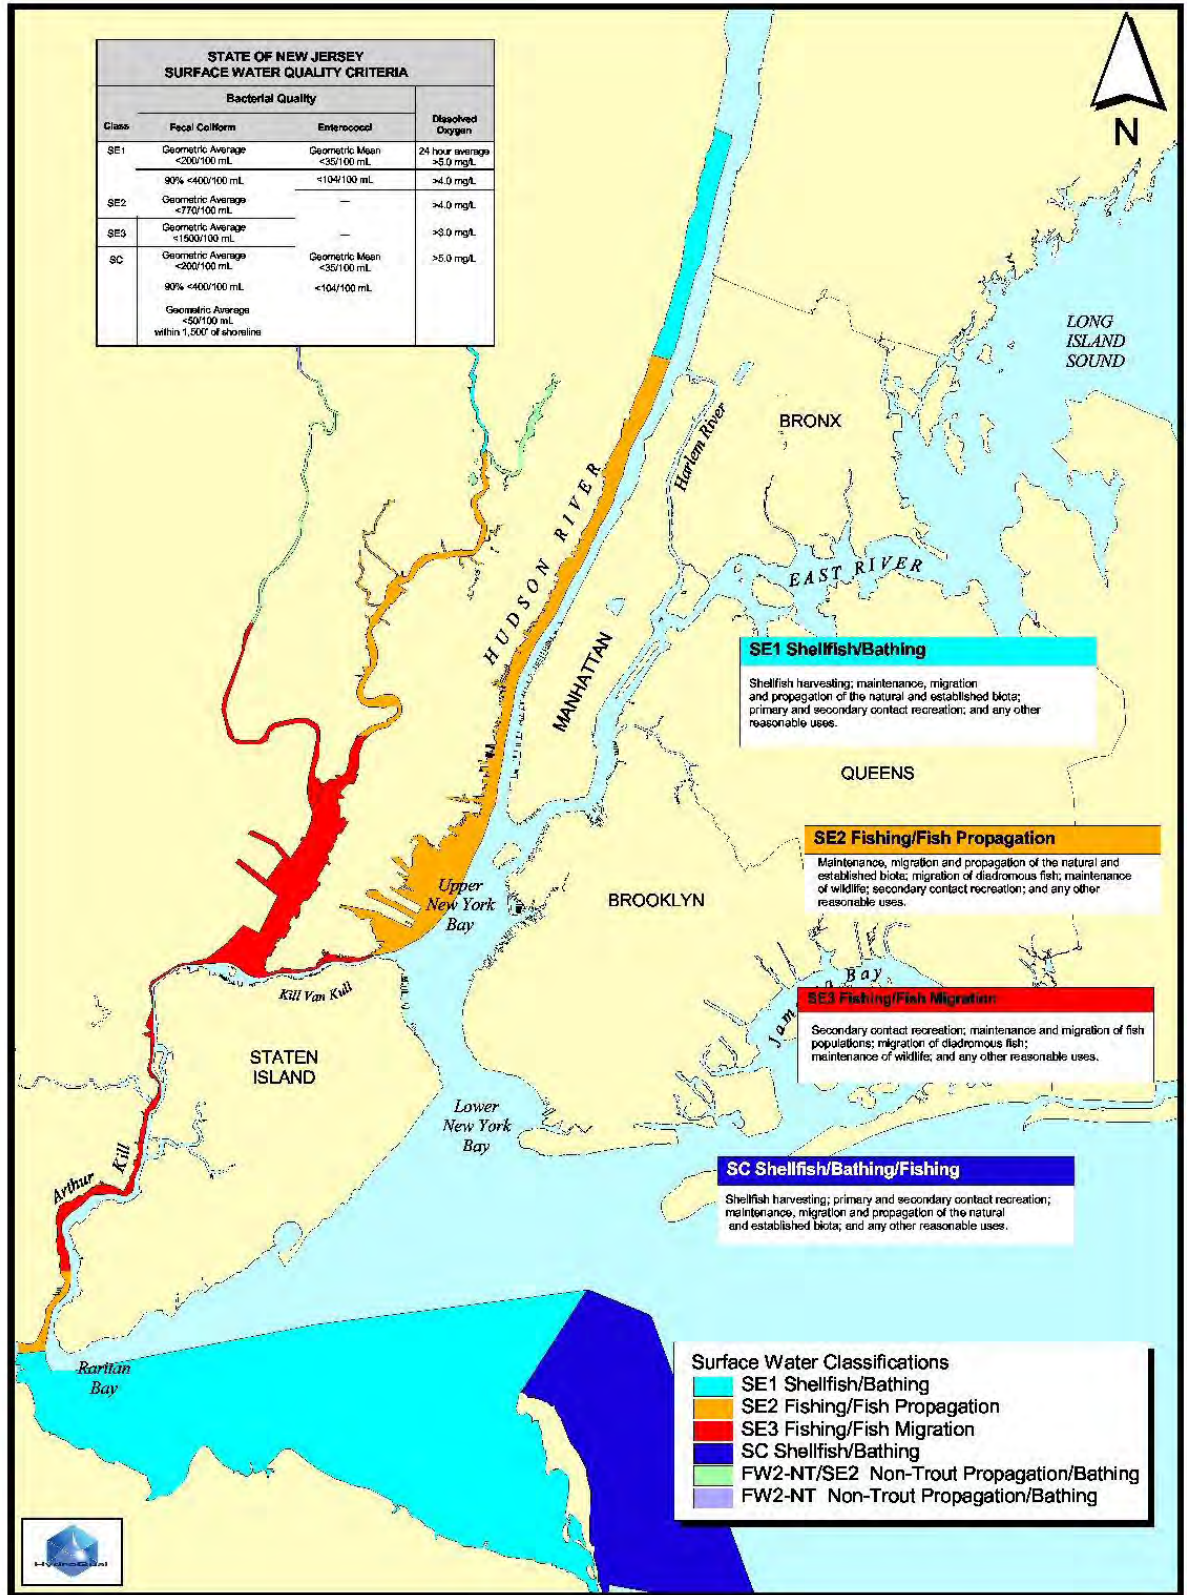 STATE OF NEW JERSEY
SURFACE WATER QUALITY CRITERIA
Bacterial Quality
Class
Fecal Coliform
Enterococci
Dissolved
Oxygen
SE1
Geometric Average
<200/100 mL
Geometric Mean
<35/100 mL
24 hour average
>5.0 mg/L
90% <400/100 mL
<104/100 mL
>4.0 mg/L
SE2
Geometric Average
<770/100 mL
—
>4.0 mg/L
SE3
Geometric Average
<1500/100 mL
—
>3.0 mg/L
SC
Geometric Average
<200/100 mL
Geometric Mean
<35/100 mL
>5.0 mg/L
90% <400/100 mL
<104/100 mL
Geometric Average
<50/100 mL
within 1,500' of shoreline
N
LONG
ISLAND
SOUND
BRONX
Harlem River
HUDSON RIVER
EAST RIVER
MANHATTAN
SE1 Shellfish/Bathing
Shellfish harvesting; maintenance, migration
and propagation of the natural and established biota;
primary and secondary contact recreation; and any other
reasonable uses.
QUEENS
SE2 Fishing/Fish Propagation
Maintenance, migration and propagation of the natural and
established biota; migration of diadromous fish; maintenance
of wildlife; secondary contact recreation; and any other
reasonable uses.
Upper
New York
Bay
BROOKLYN
Bay
SE3 Fishing/Fish Migration
Secondary contact recreation; maintenance and migration of fish
populations; migration of diadromous fish;
maintenance of wildlife; and any other reasonable uses.
Kill Van Kull
STATEN
ISLAND
Lower
New York
Bay
Arthur Kill
SC Shellfish/Bathing/Fishing
Shellfish harvesting; primary and secondary contact recreation;
maintenance, migration and propagation of the natural
and established biota; and any other reasonable uses.
Raritan
Bay
Surface Water Classifications
SE1 Shellfish/Bathing
SE2 Fishing/Fish Propagation
SE3 Fishing/Fish Migration
SC Shellfish/Bathing
FW2-NT/SE2 Non-Trout Propagation/Bathing
FW2-NT Non-Trout Propagation/Bathing
HydroQual